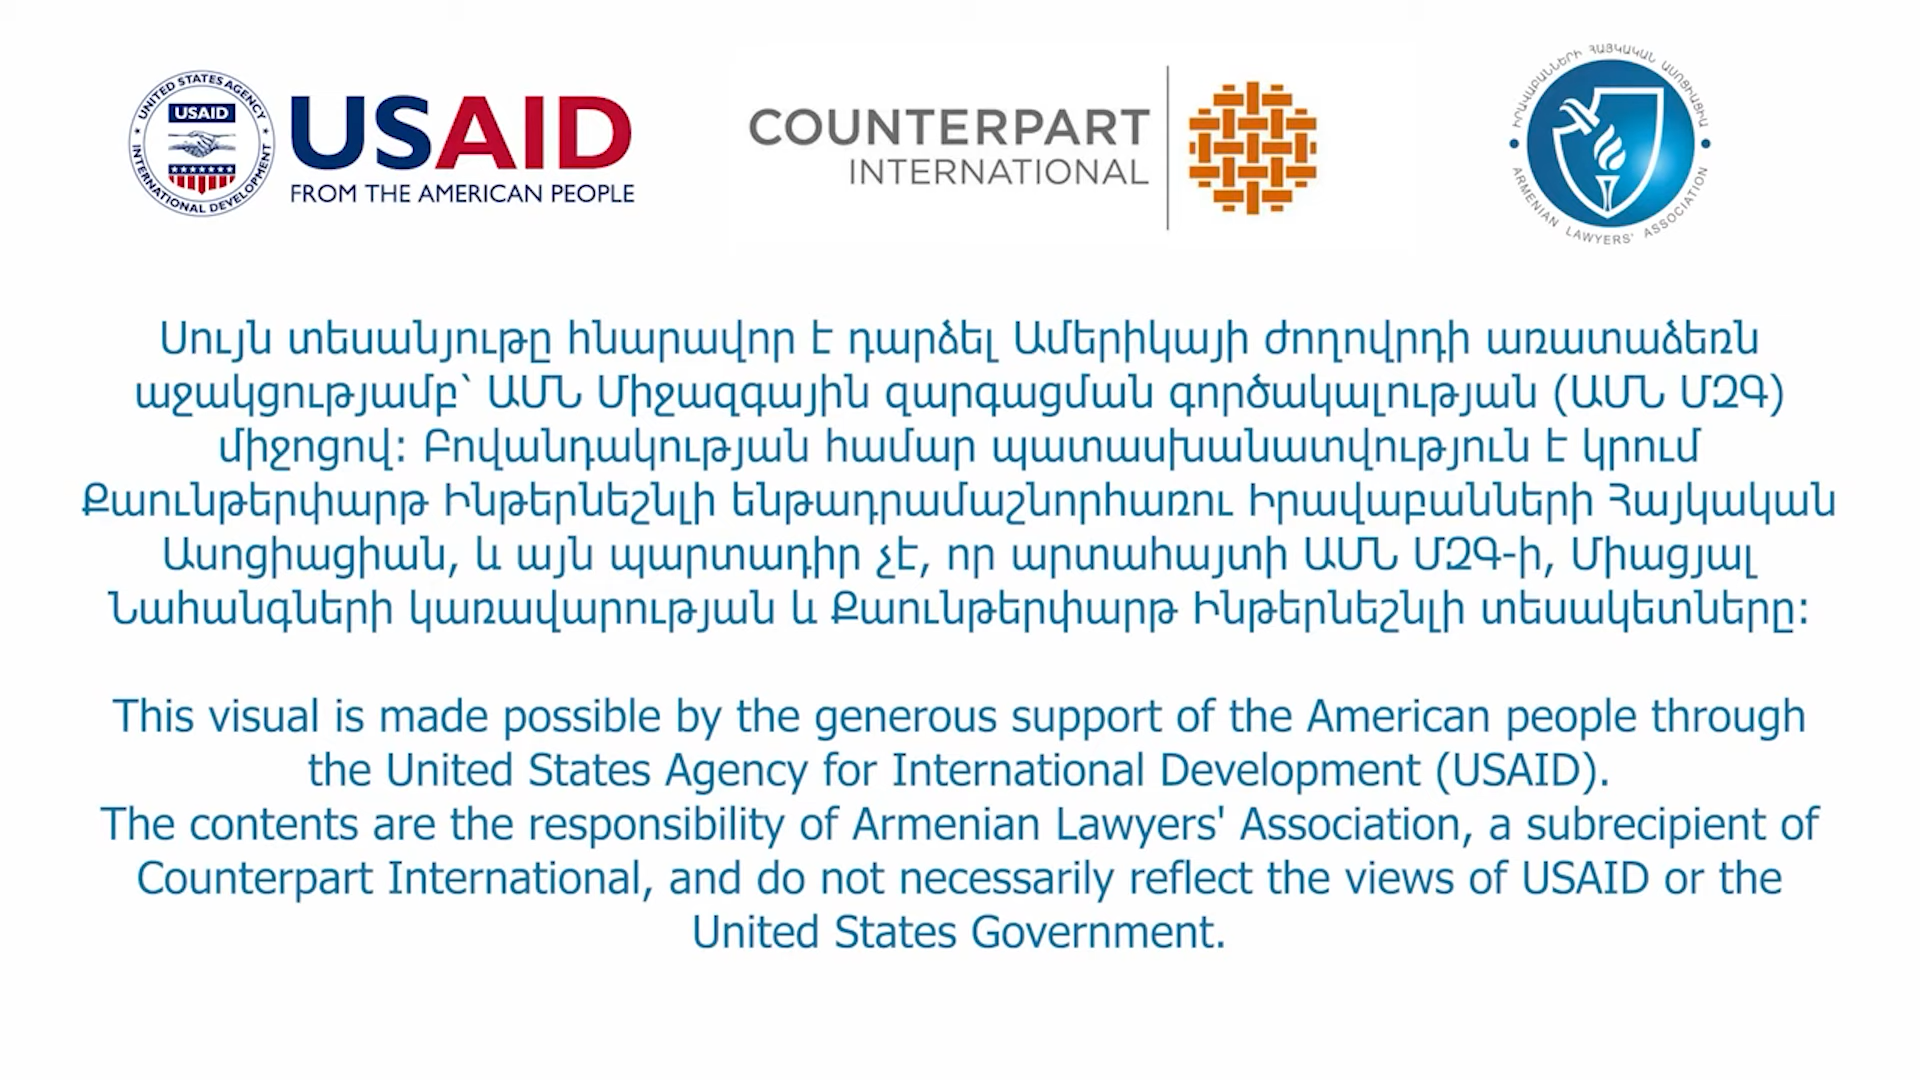 UNITED STATES AGENCY
INTERNATIONAL DEVELOPMENT
USAID
USAID
FROM THE AMERICAN PEOPLE
COUNTERPART
INTERNATIONAL
ԻՐԱՎԱԲԱՆՆԵՐԻ ՀԱՅԿԱԿԱՆ ԱՍՈՑԻԱՑԻԱ
ARMENIAN LAWYERS' ASSOCIATION
Սույն տեսանյութը հնարավոր է դարձել Ամերիկայի ժողովրդի առատաձեռն
աջակցությամբ՝ ԱՄՆ Միջազգային զարգացման գործակալության (ԱՄՆ ՄԶԳ)
միջոցով: Բովանդակության համար պատասխանատվություն է կրում
Քաունթերփարթ Ինթերնեշնլի ենթադրամաշնորհառու Իրավաբանների Հայկական
Ասոցիացիան, և այն պարտադիր չէ, որ արտահայտի ԱՄՆ ՄԶԳ-ի, Միացյալ
Նահանգների կառավարության և Քաունթերփարթ Ինթերնեշնլի տեսակետները:
This visual is made possible by the generous support of the American people through
the United States Agency for International Development (USAID).
The contents are the responsibility of Armenian Lawyers' Association, a subrecipient of
Counterpart International, and do not necessarily reflect the views of USAID or the
United States Government.